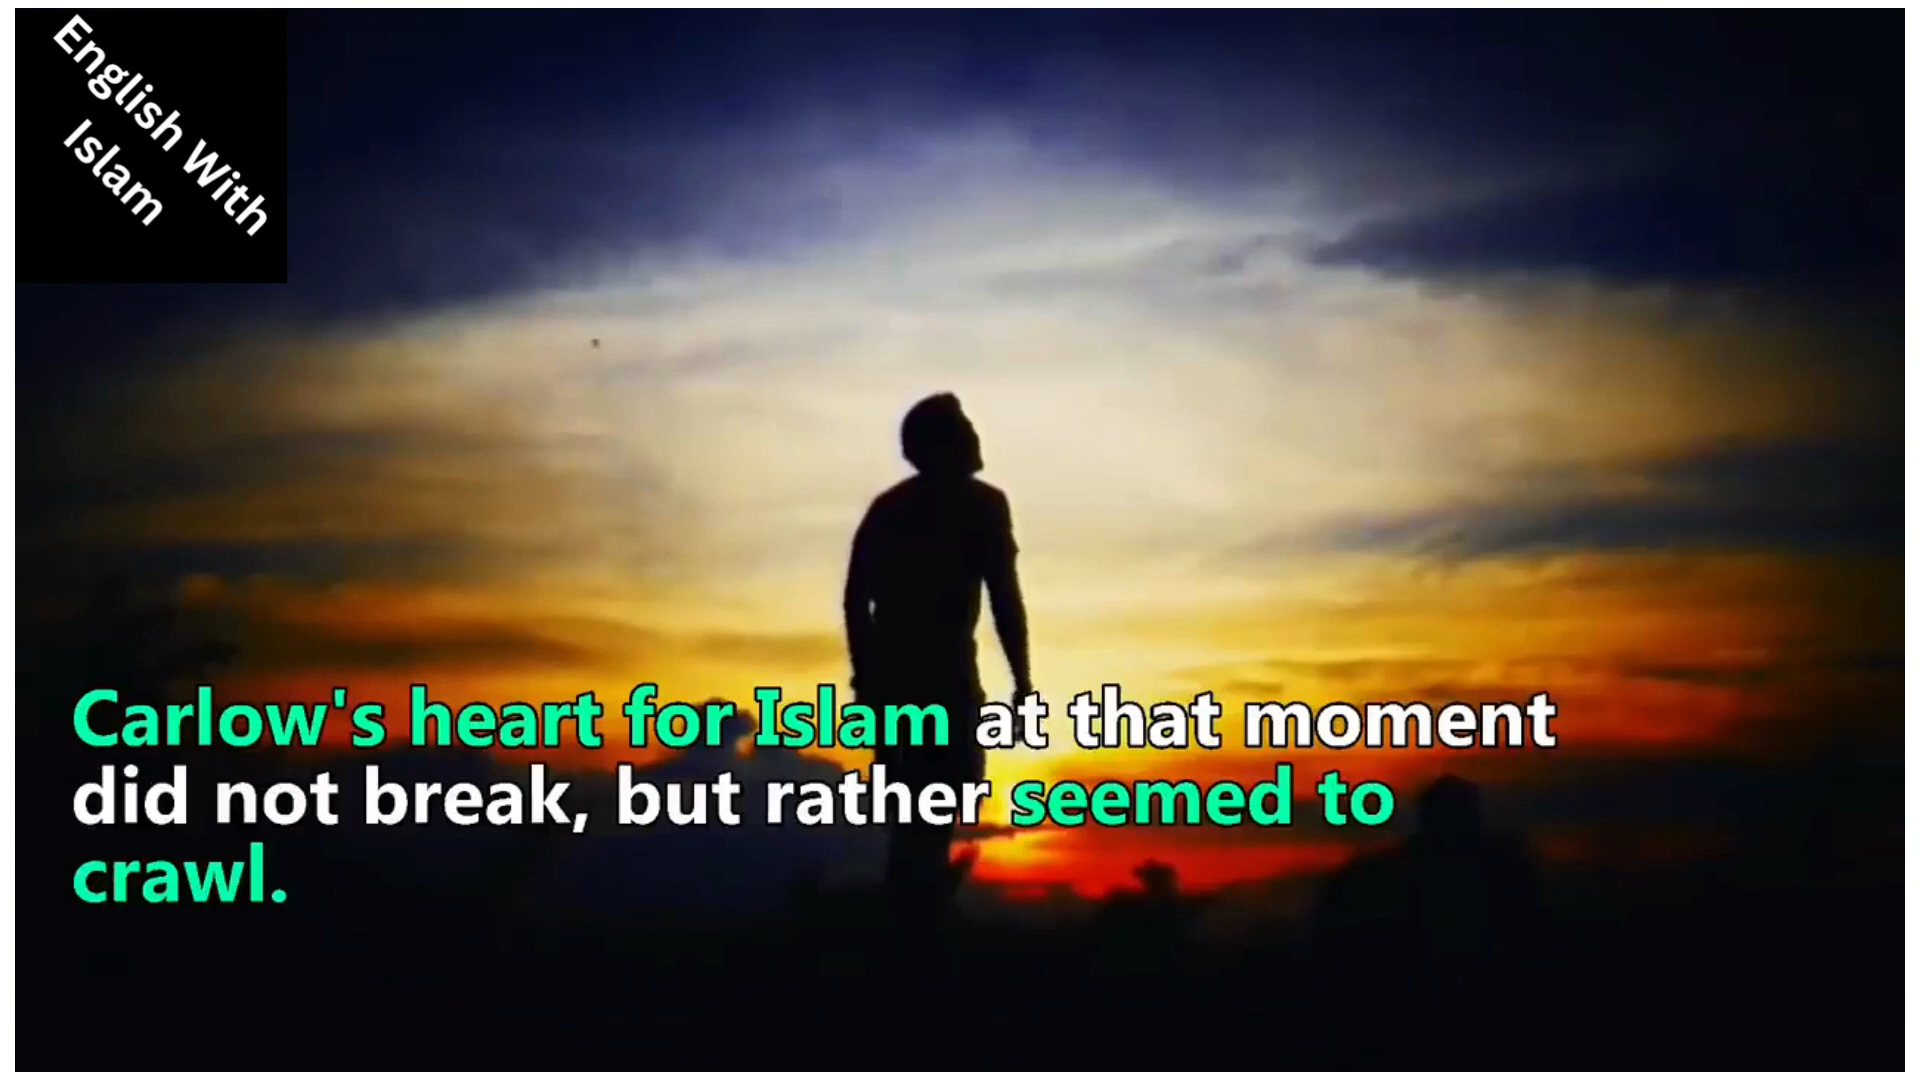 English With
Islam
Carlow's heart for Islam at that moment
did not break, but rather seemed to
crawl.